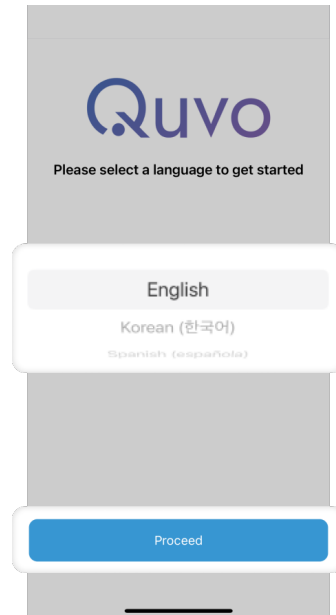 Quvo
Please select a language to get started
English
Korean (한국어)
Spanish (española)
Proceed